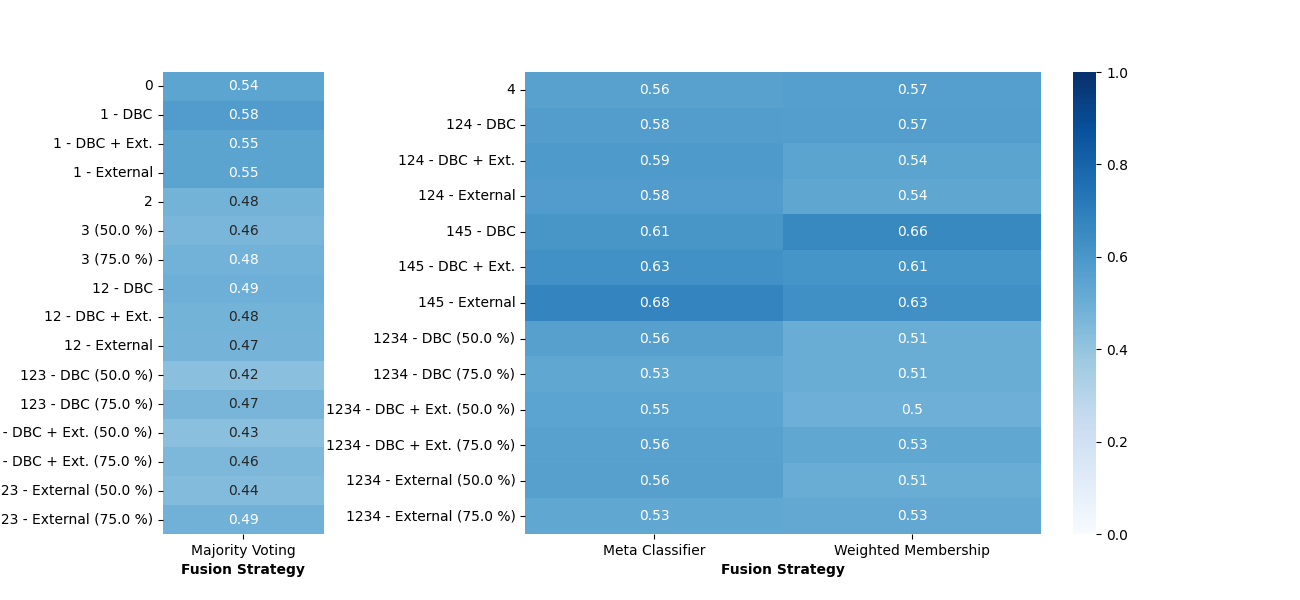 0 0.54
1 - DBC 0.58
1 - DBC + Ext. 0.55
1 - External 0.55
2 0.48
3 (50.0 %) 0.46
3 (75.0 %) 0.48
12 - DBC 0.49
12 - DBC + Ext. 0.48
12 - External 0.47
123 - DBC (50.0 %) 0.42
123 - DBC (75.0 %) 0.47
- DBC + Ext. (50.0 %) 0.43
- DBC + Ext. (75.0 %) 0.46
23 - External (50.0 %) 0.44
23 - External (75.0 %) 0.49
Majority Voting
Fusion Strategy
4 0.56 0.57
124 - DBC 0.58 0.57
124 - DBC + Ext. 0.59 0.54
124 - External 0.58 0.54
145 - DBC 0.61 0.66
145 - DBC + Ext. 0.63 0.61
145 - External 0.68 0.63
1234 - DBC (50.0 %) 0.56 0.51
1234 - DBC (75.0 %) 0.53 0.51
1234 - DBC + Ext. (50.0 %) 0.55 0.5
1234 - DBC + Ext. (75.0 %) 0.56 0.53
1234 - External (50.0 %) 0.56 0.51
1234 - External (75.0 %) 0.53 0.53
Meta Classifier Weighted Membership
Fusion Strategy
1.0
0.8
0.6
0.4
0.2
0.0